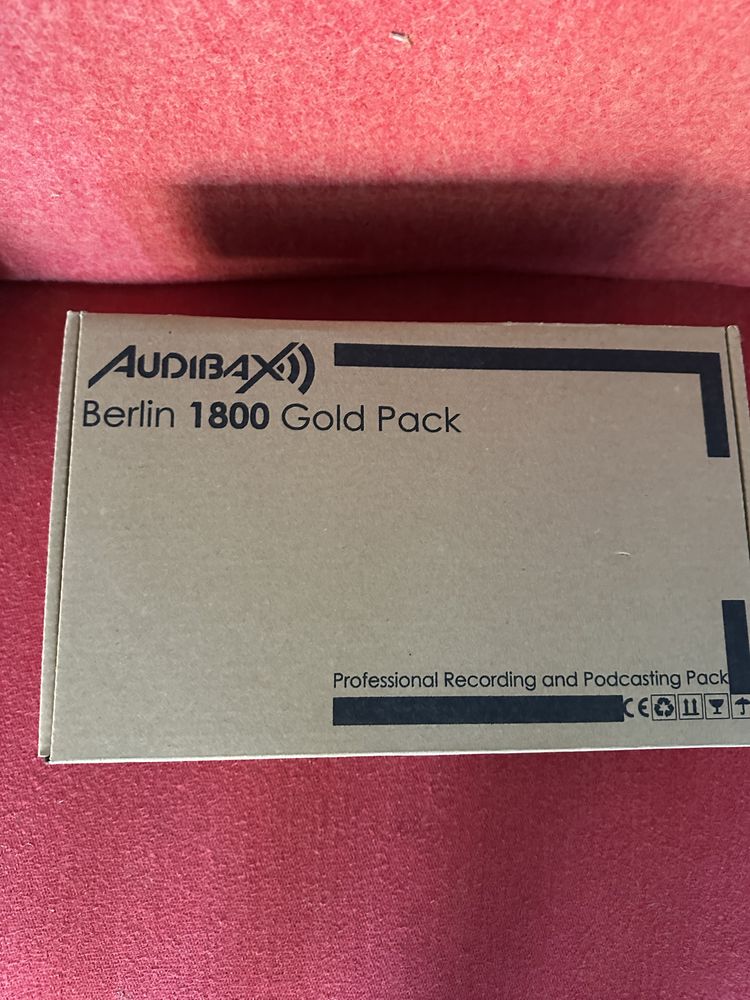 AUDIBAX
Berlin 1800 Gold Pack
Professional Recording and Podcasting Pack
CE